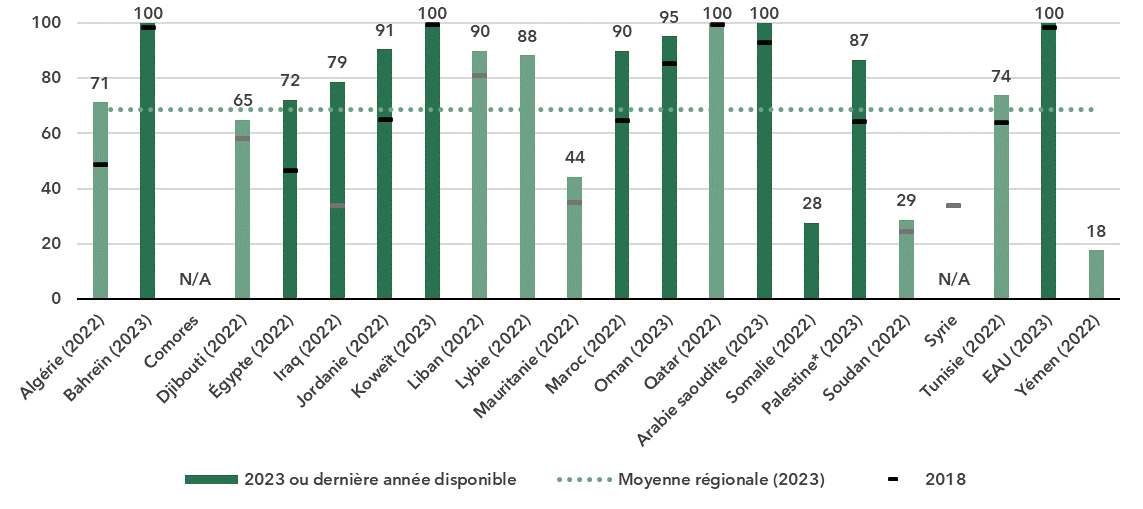 100
80
60
40
20
0
71
100
N/A
65
72
79
91
100
90
88
44
90
95
100
100
28
87
29
N/A
74
100
18
Algérie (2022)
Bahreïn (2023)
Comores
Djibouti (2022)
Égypte (2022)
Iraq (2022)
Jordanie (2022)
Koweït (2023)
Liban (2022)
Lybie (2022)
Mauritanie (2022)
Maroc (2022)
Oman (2023)
Qatar (2022)
Arabie saoudite (2023)
Somalie (2022)
Palestine* (2023)
Soudan (2022)
Syrie
Tunisie (2022)
EAU (2023)
Yémen (2022)
2023 ou dernière année disponible
Moyenne régionale (2023)
2018